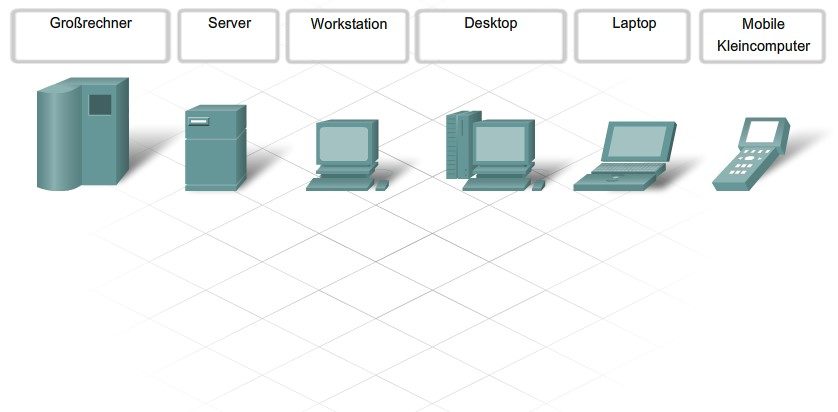 Großrechner
Server
Workstation
Desktop
Laptop
Mobile
Kleincomputer